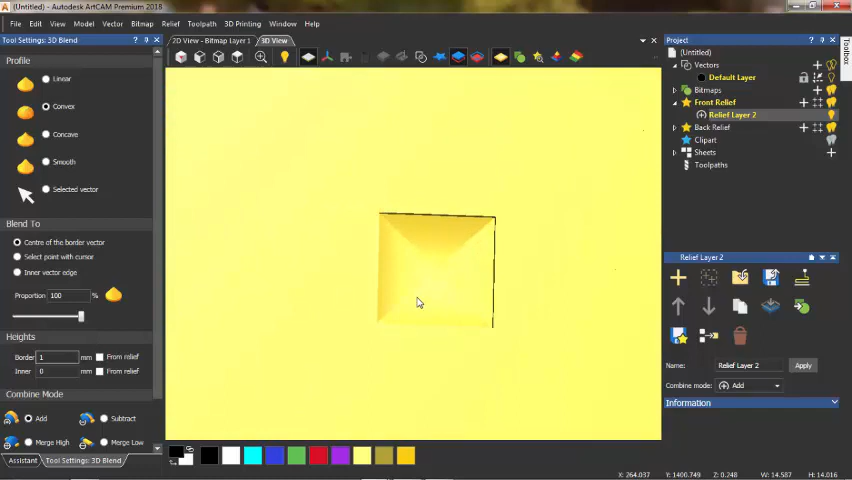 (Untitled) - Autodesk ArtCAM Premium 2018
File Edit View Model Vector Bitmap Relief Toolpath 3D Printing Window Help
Tool Settings: 3D Blend
2D View - Bitmap Layer 1 3D View
Project
Toolbox
Profile
Linear
Convex
Concave
Smooth
Selected vector
Blend To
Centre of the border vector
Select point with cursor
Inner vector edge
Proportion 100 %
Heights
Border 1 mm From relief
Inner 0 mm From relief
Combine Mode
Add Subtract
Merge High Merge Low
Assistant Tool Settings: 3D Blend
(Untitled)
Vectors
Default Layer
Bitmaps
Front Relief
Relief Layer 2
Back Relief
Clipart
Sheets
Toolpaths
Relief Layer 2
Name: Relief Layer 2 Apply
Combine mode: Add
Information
X: 264.037 Y: 1400.749 Z: 0.248 W: 14.587 H: 14.016